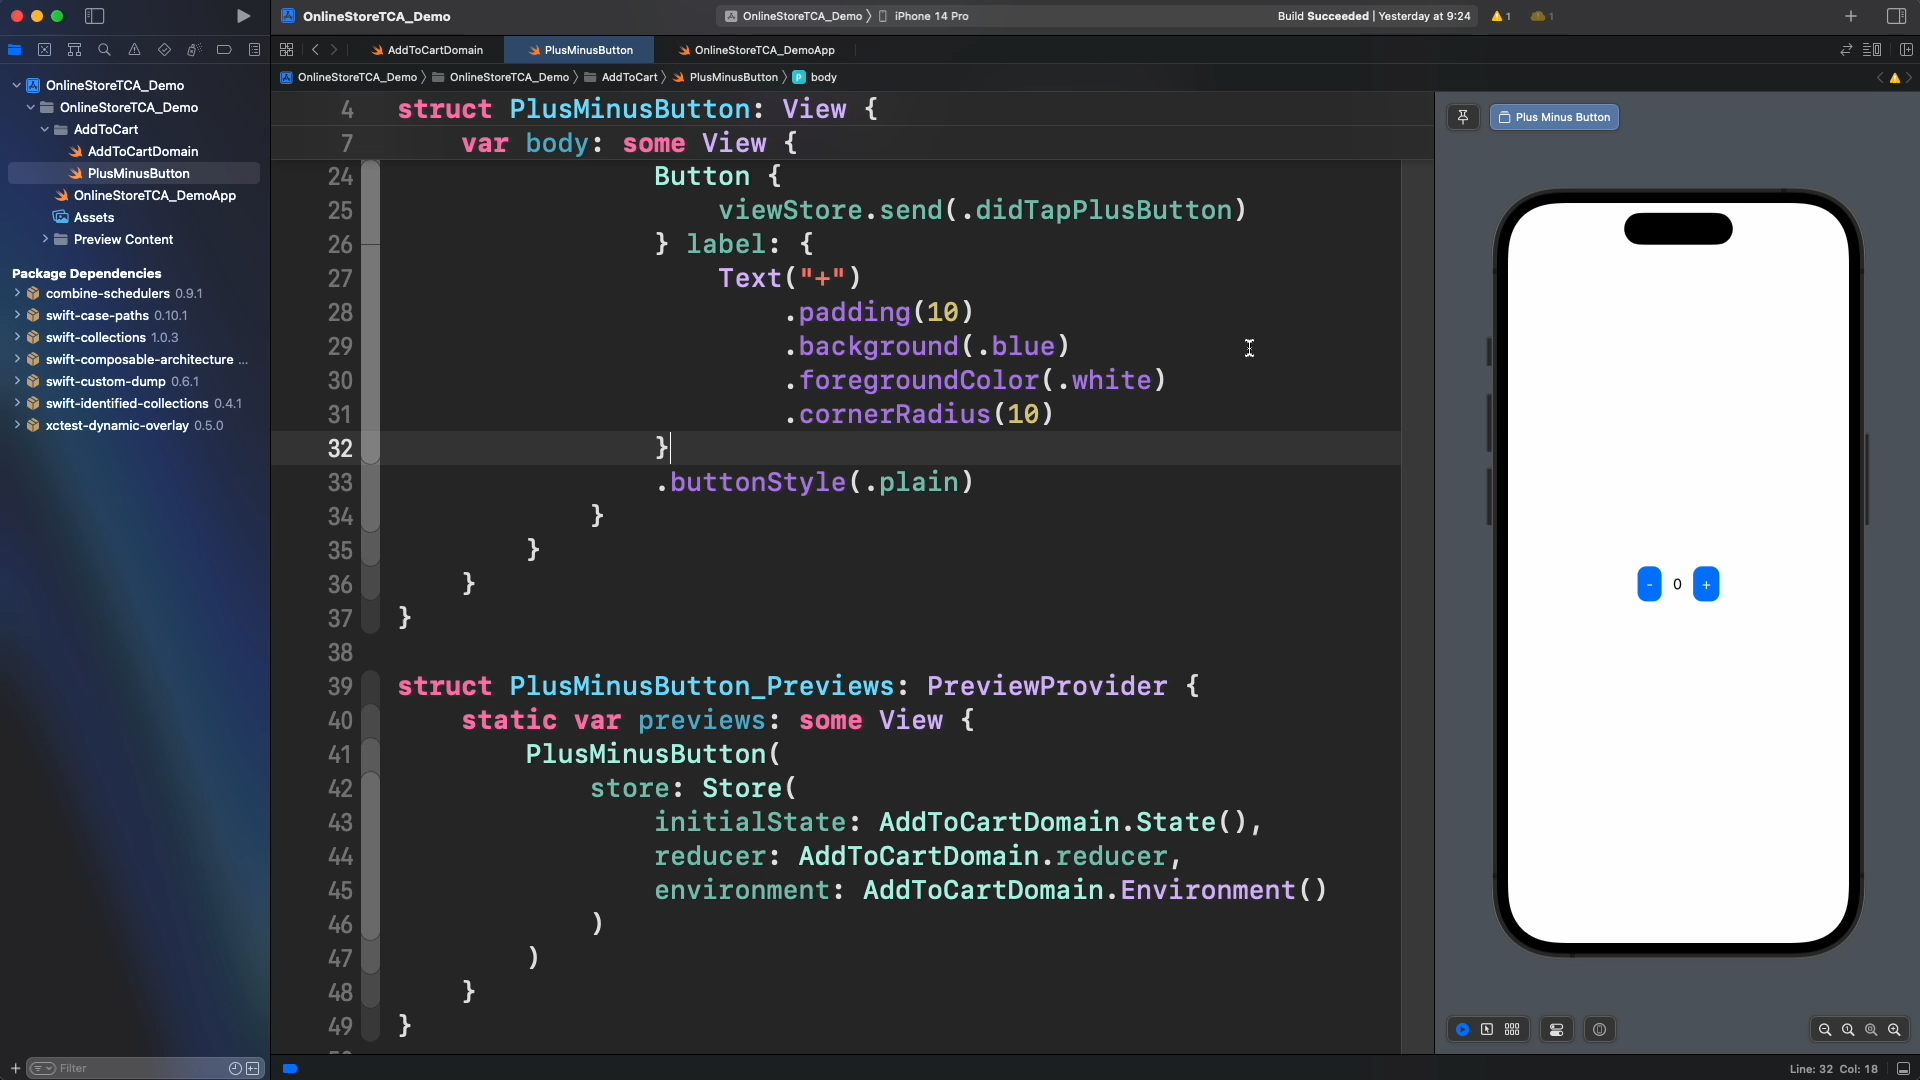 OnlineStoreTCA_Demo
OnlineStoreTCA_Demo
iPhone 14 Pro
Build Succeeded | Yesterday at 9:24
1
1
AddToCartDomain
PlusMinusButton
OnlineStoreTCA_DemoApp
OnlineStoreTCA_Demo
OnlineStoreTCA_Demo
AddToCart
PlusMinusButton
P
body
OnlineStoreTCA_Demo
OnlineStoreTCA_Demo
AddToCart
AddToCartDomain
PlusMinusButton
OnlineStoreTCA_DemoApp
Assets
Preview Content
Package Dependencies
combine-schedulers 0.9.1
swift-case-paths 0.10.1
swift-collections 1.0.3
swift-composable-architecture ...
swift-custom-dump 0.6.1
swift-identified-collections 0.4.1
xctest-dynamic-overlay 0.5.0
Filter
4 struct PlusMinusButton: View {
7 var body: some View {
24 Button {
25 viewStore.send(.didTapPlusButton)
26 } label: {
27 Text("+")
28 .padding(10)
29 .background(.blue)
30 .foregroundColor(.white)
31 .cornerRadius(10)
32 }
33 .buttonStyle(.plain)
34 }
35 }
36 }
37 }
38
39 struct PlusMinusButton_Previews: PreviewProvider {
40 static var previews: some View {
41 PlusMinusButton(
42 store: Store(
43 initialState: AddToCartDomain.State(),
44 reducer: AddToCartDomain.reducer,
45 environment: AddToCartDomain.Environment()
46 )
47 )
48 }
49 }
Plus Minus Button
- 0 +
Line: 32 Col: 18